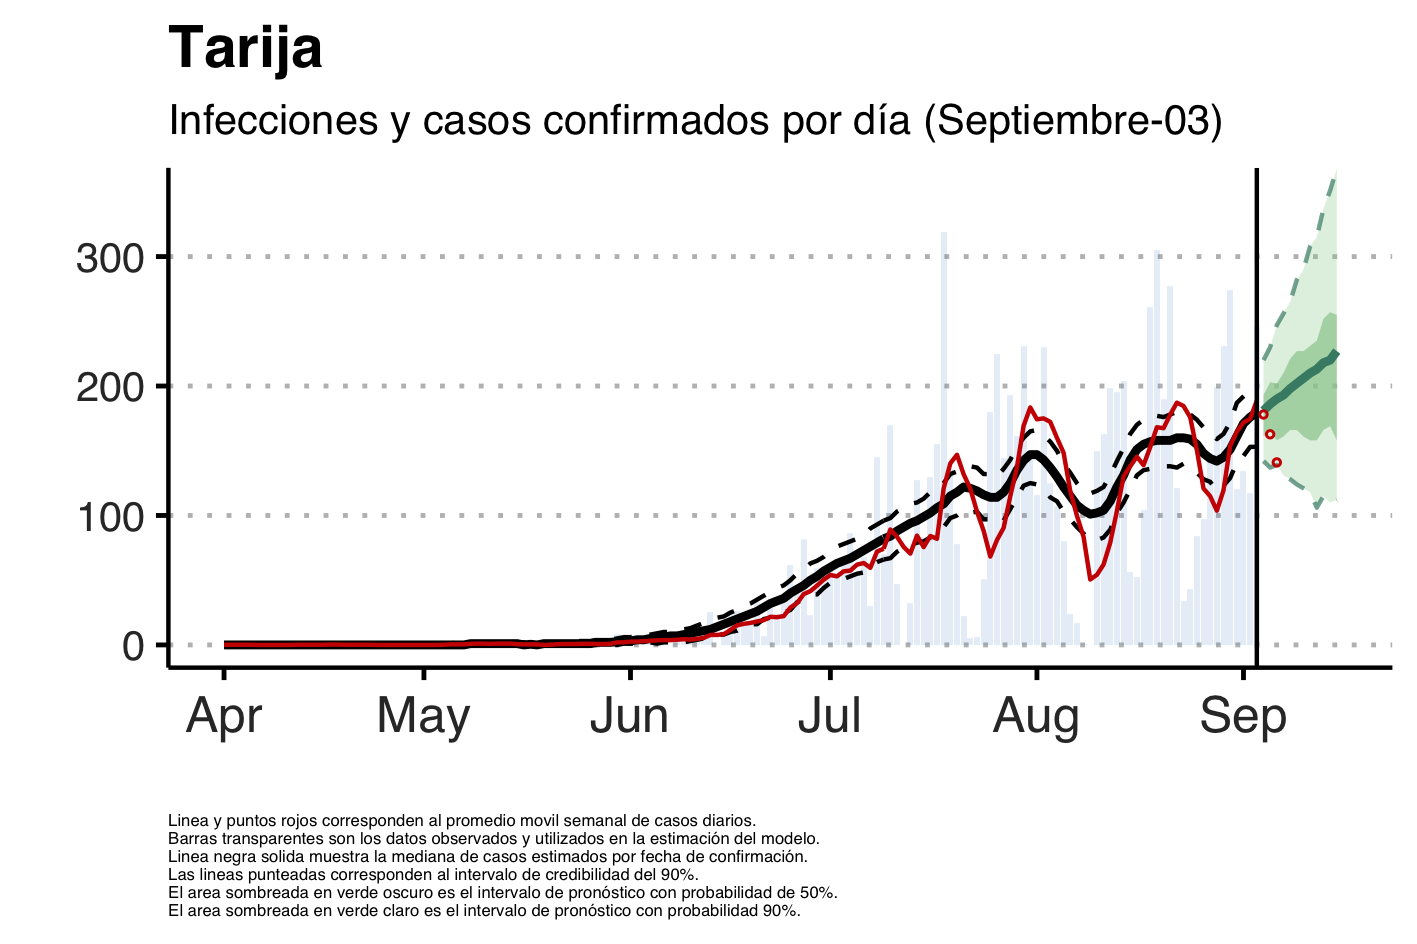 Tarija
Infecciones y casos confirmados por día (Septiembre-03)
300
200
100
0
Apr May Jun Jul Aug Sep
Linea y puntos rojos corresponden al promedio movil semanal de casos diarios.
Barras transparentes son los datos observados y utilizados en la estimación del modelo.
Linea negra solida muestra la mediana de casos estimados por fecha de confirmación.
Las lineas punteadas corresponden al intervalo de credibilidad del 90%.
El area sombreada en verde oscuro es el intervalo de pronóstico con probabilidad de 50%.
El area sombreada en verde claro es el intervalo de pronóstico con probabilidad 90%.